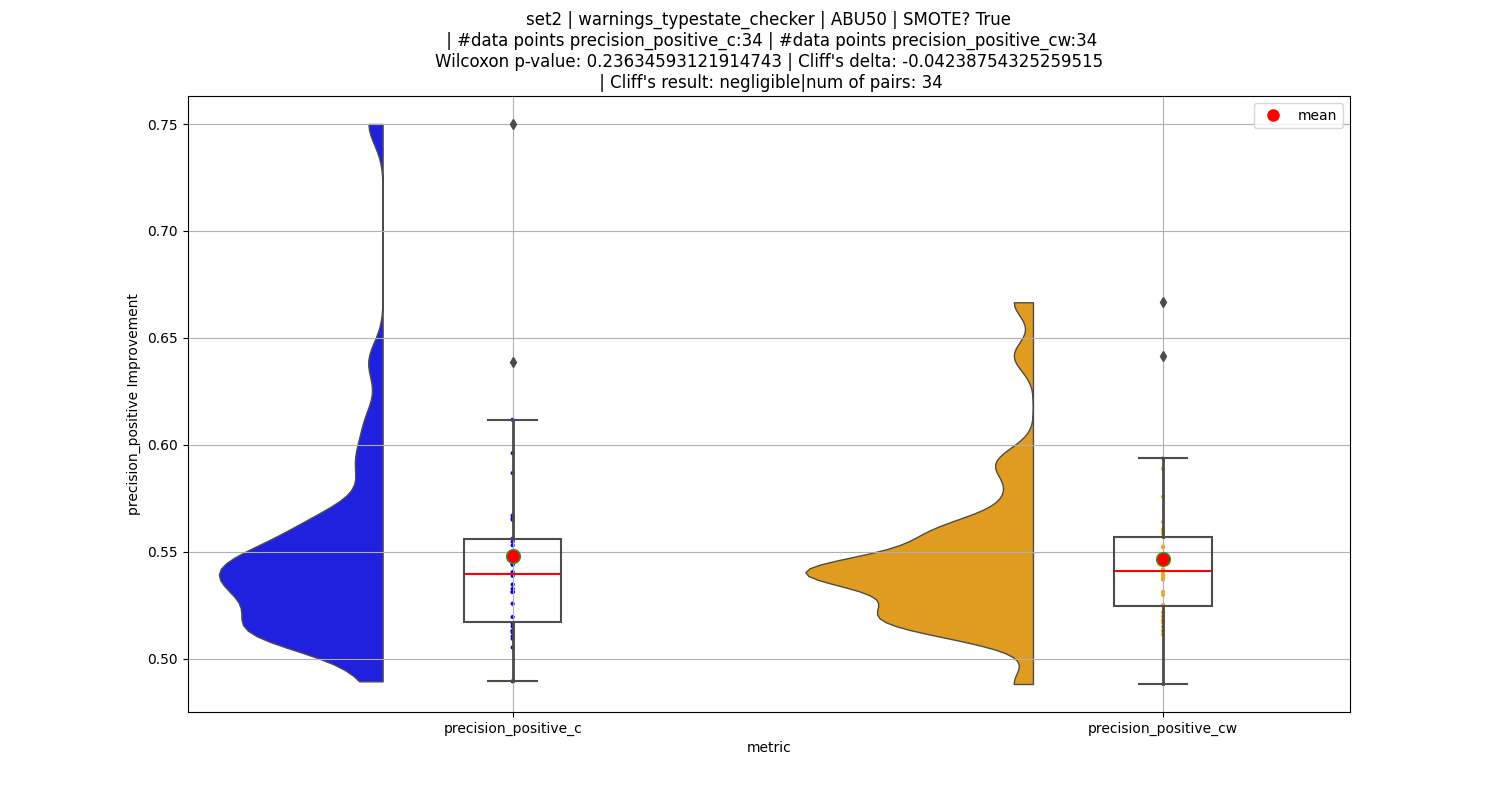 set2 | warnings_typestate_checker | ABU50 | SMOTE? True
| #data points precision_positive_c:34 | #data points precision_positive_cw:34
Wilcoxon p-value: 0.23634593121914743 | Cliff's delta: -0.04238754325259515
| Cliff's result: negligible|num of pairs: 34
mean
0.75
0.70
0.65
0.60
0.55
0.50
precision_positive Improvement
precision_positive_c
precision_positive_cw
metric